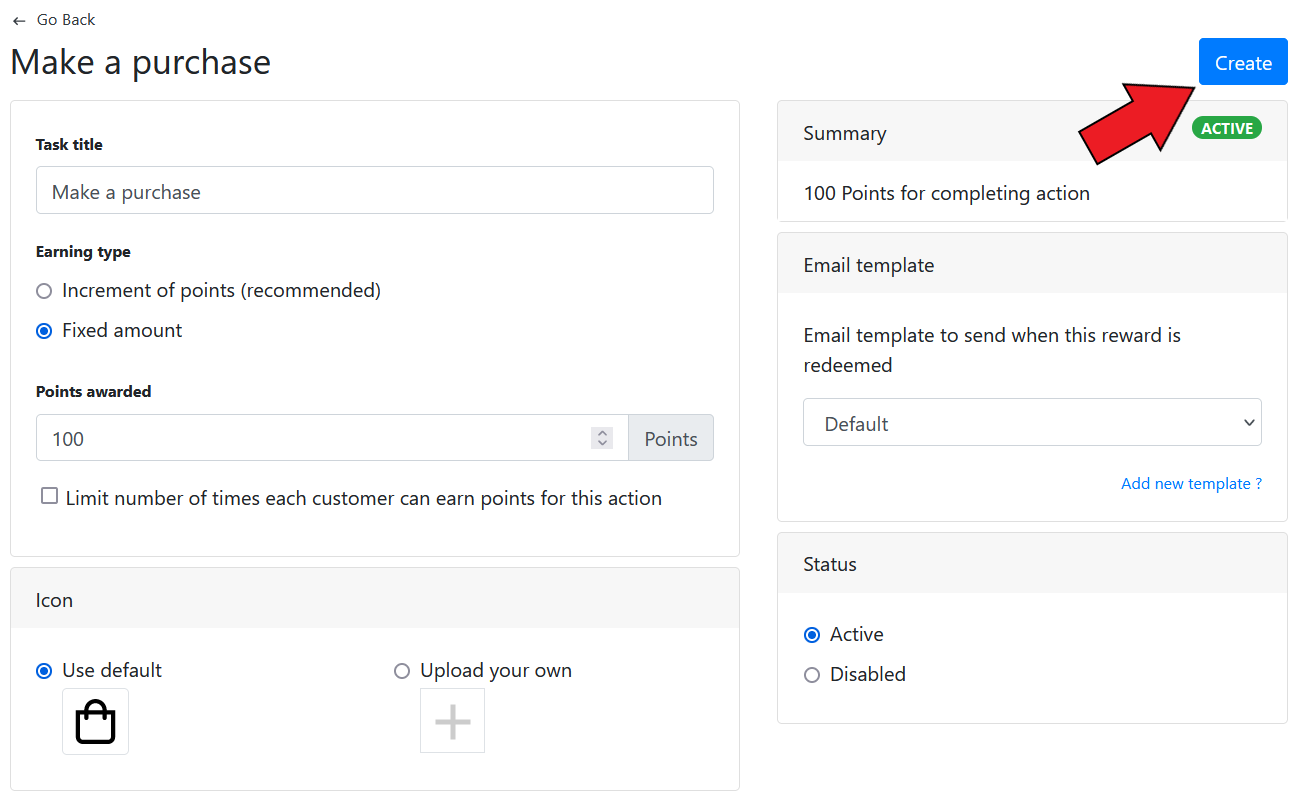 Go Back
Make a purchase
Create
Task title
Make a purchase
Earning type
Increment of points (recommended)
Fixed amount
Points awarded
100
Points
Limit number of times each customer can earn points for this action
Icon
Use default
Upload your own
Summary
ACTIVE
100 Points for completing action
Email template
Email template to send when this reward is
redeemed
Default
Add new template ?
Status
Active
Disabled